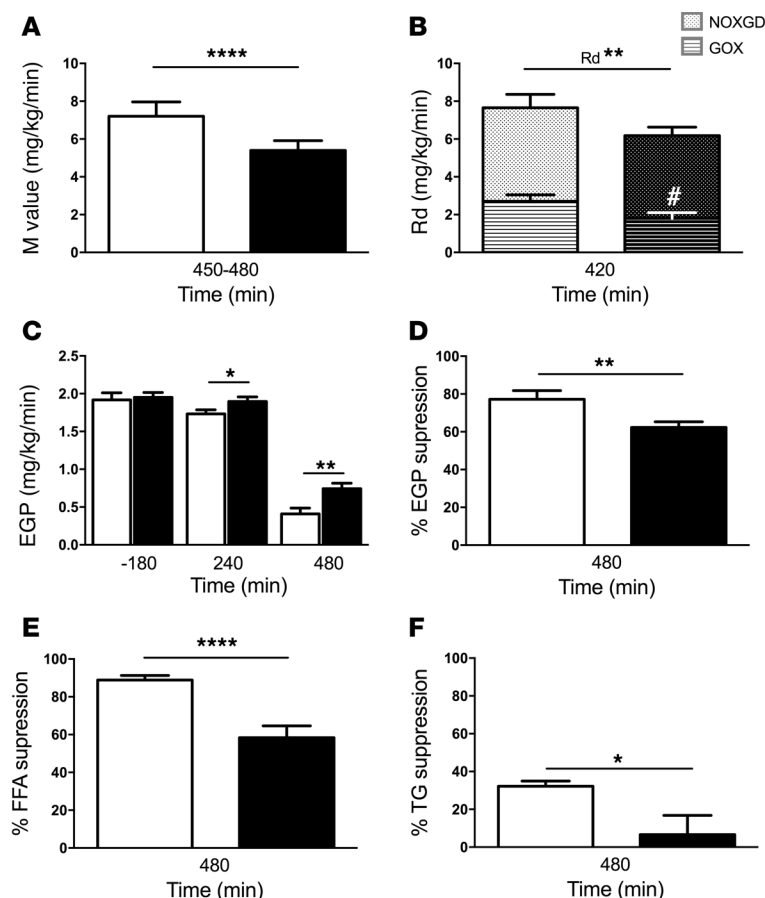 A
M value (mg/kg/min)
10
8
6
4
2
0
****
450-480
Time (min)
B
NOXGD
GOX
Rd (mg/kg/min)
10
8
6
4
2
0
Rd **
#
420
Time (min)
C
EGP (mg/kg/min)
2.5
2.0
1.5
1.0
0.5
0.0
*
**
-180 240 480
Time (min)
D
% EGP supression
100
80
60
40
20
0
**
480
Time (min)
E
% FFA supression
100
80
60
40
20
0
****
480
Time (min)
F
% TG suppression
100
80
60
40
20
0
*
480
Time (min)